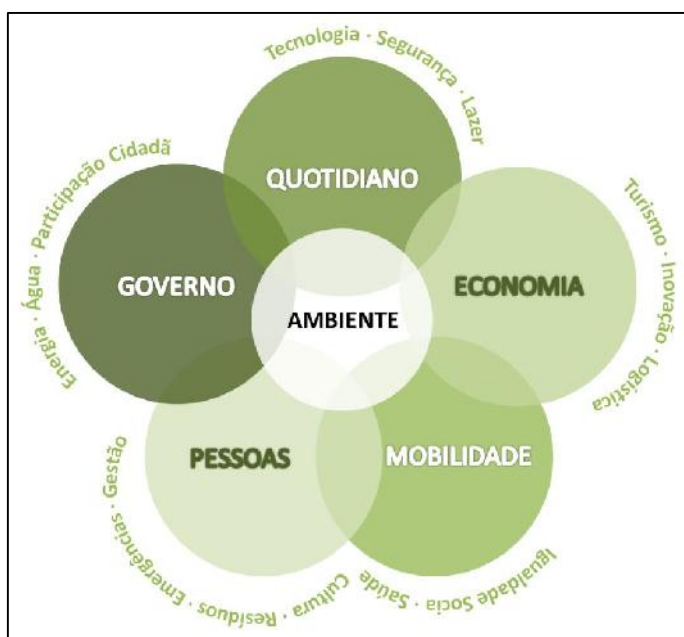 Tecnologia · Segurança · Lazer
QUOTIDIANO
Energia · Água · Participação Cidadã
GOVERNO
Turismo · Inovação · Logística
ECONOMIA
AMBIENTE
PESSOAS
Cultura · Resíduos · Emergências · Gestão
MOBILIDADE
Igualdade Socia · Saúde